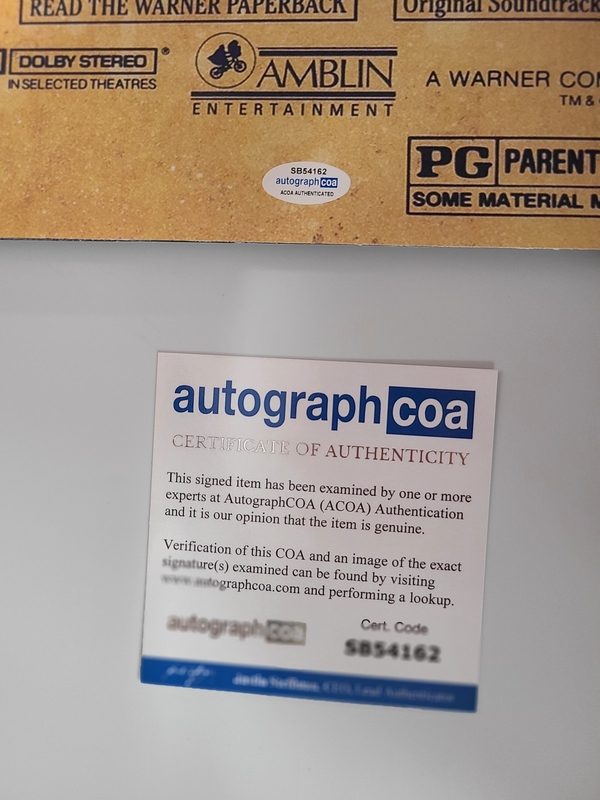 READ THE WARNER PAPERBACK
Original Soundtrack
DOLBY STEREO ®
IN SELECTED THEATRES
AMBLIN
ENTERTAINMENT
A WARNER
TM &
PG PARENT
SOME MATERIAL
SB54162
autographcoa
ACOA AUTHENTICATED
autographcoa
CERTIFICATE OF AUTHENTICITY
This signed item has been examined by one or more
experts at AutographCOA (ACOA) Authentication
and it is our opinion that the item is genuine.
Verification of this COA and an image of the exact
signature(s) examined can be found by visiting
www.autographcoa.com and performing a lookup.
autographcoa
Cert. Code
SB54162